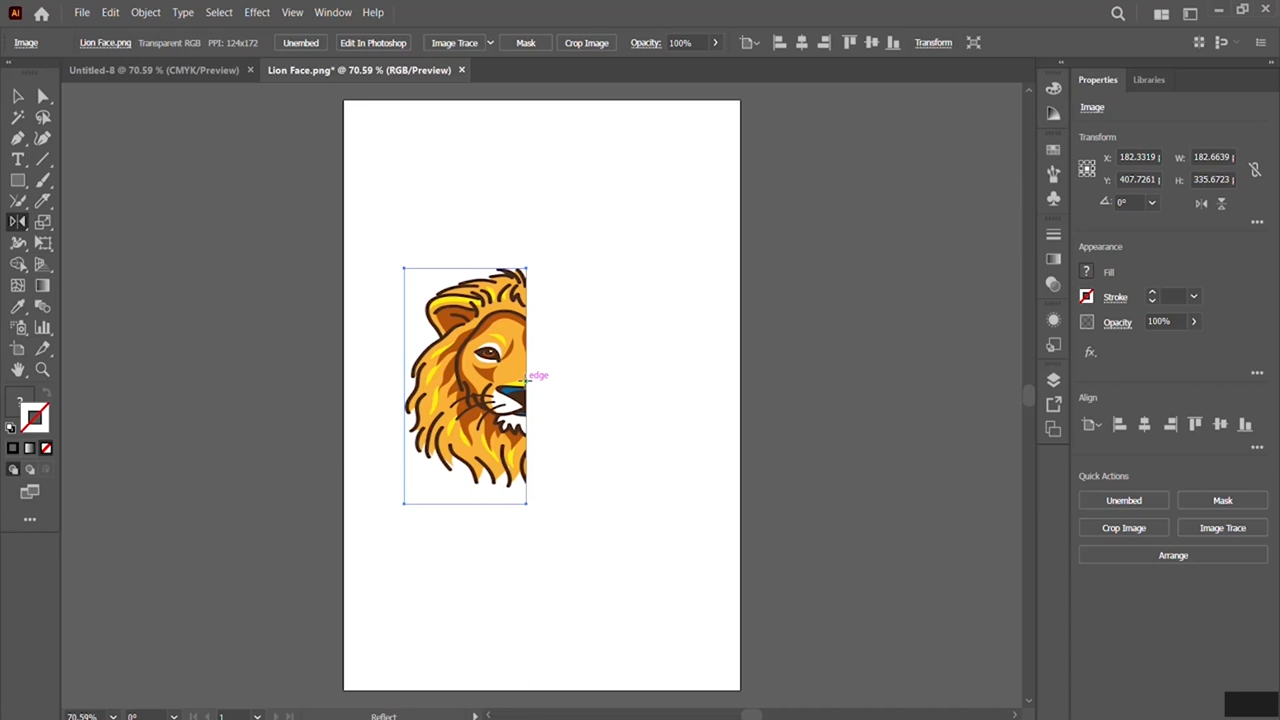 Ai File Edit Object Type Select Effect View Window Help
Image Lion Face.png Transparent RGB PPI: 124x172 Unembed Edit In Photoshop Image Trace Mask Crop Image Opacity: 100% Transform
Untitled-8 @ 70.59 % (CMYK/Preview) × Lion Face.png* @ 70.59 % (RGB/Preview) ×
Properties Libraries
Image
Transform
X: 182.3319 W: 182.6639
Y: 407.7261 H: 335.6723
0°
Appearance
? Fill
Stroke
Opacity 100%
fx.
edge
Align
Quick Actions
Unembed Mask
Crop Image Image Trace
Arrange
?
70.59% 0° 1 Reflect